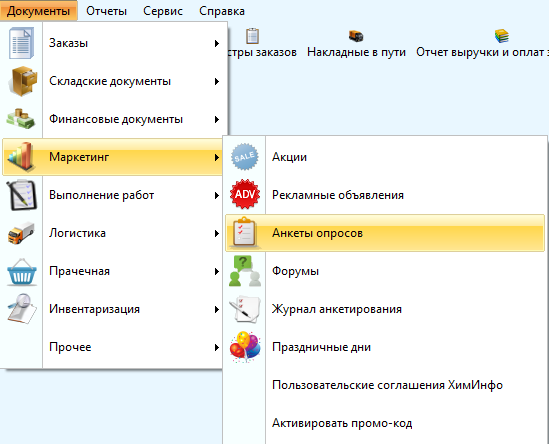 Документы Отчеты Сервис Справка
стры заказов Накладные в пути Отчет выручки и оплат
Заказы
Складские документы
Финансовые документы
Маркетинг
Выполнение работ
Логистика
Прачечная
Инвентаризация
Прочее
SALE Акции
ADV Рекламные объявления
Анкеты опросов
Форумы
Журнал анкетирования
Праздничные дни
Пользовательские соглашения ХимИнфо
Активировать промо-код